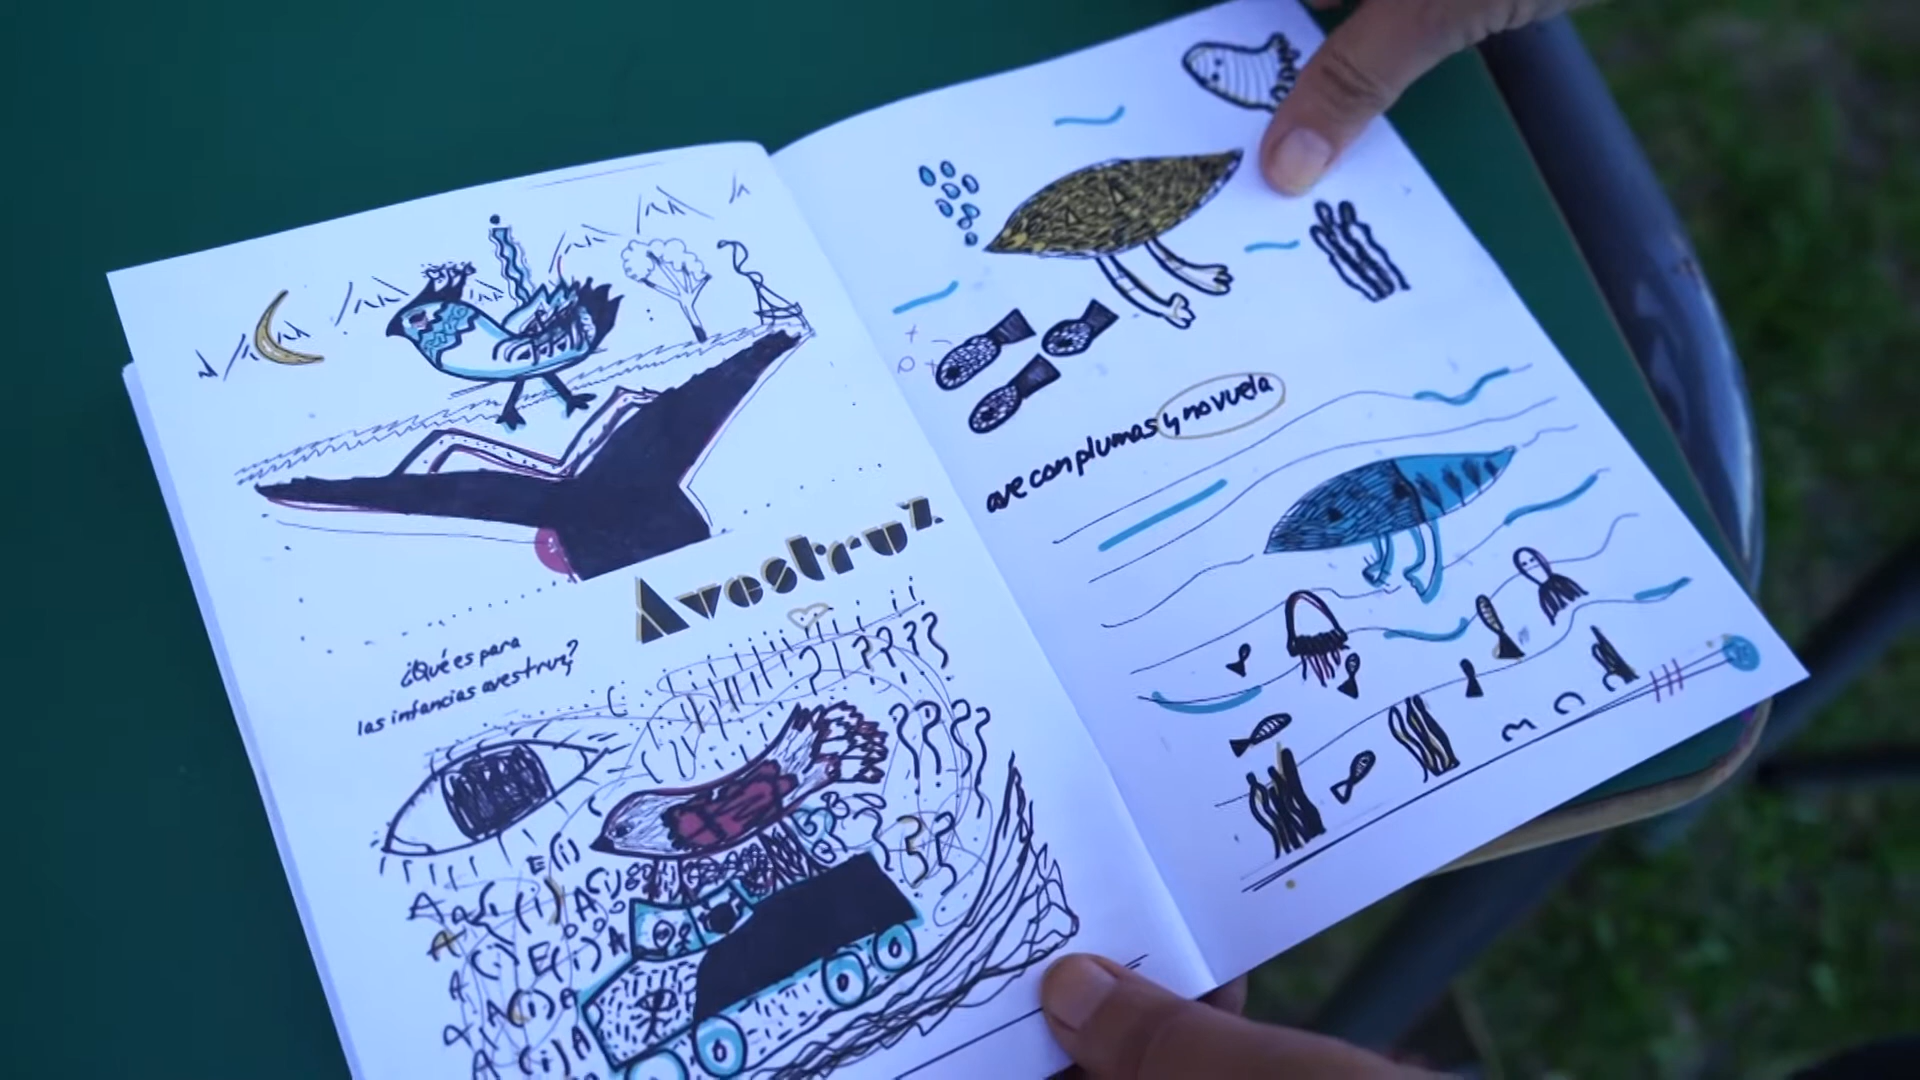 Avestruz
¿Qué es para
las infancias avestruz?
E(i)
A
A(i)
A
A(i) E(i) A
A A(i) A
A (i) A
ave con plumas y no vuela